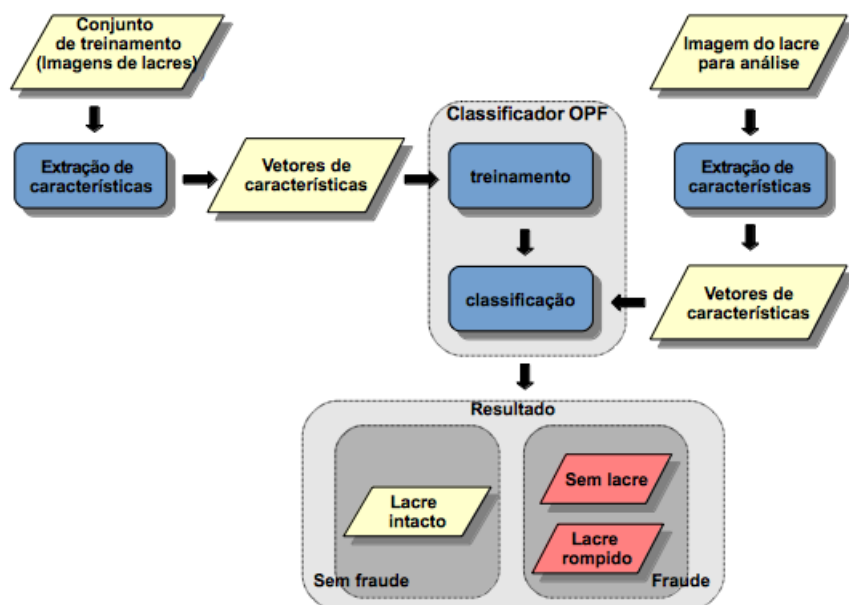 Conjunto
de treinamento
(Imagens de lacres)
Imagem do lacre
para análise
Classificador OPF
Extração de
características
Vetores de
características
treinamento
Extração de
características
classificação
Vetores de
características
Resultado
Lacre
intacto
Sem lacre
Lacre
rompido
Sem fraude
Fraude